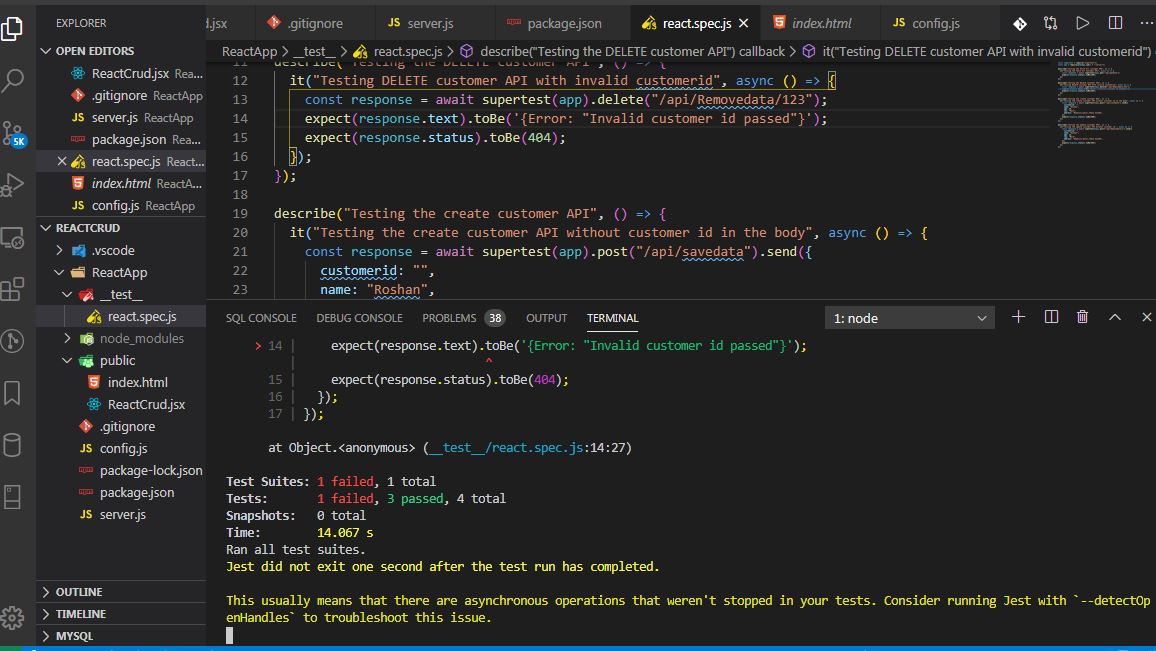 EXPLORER
OPEN EDITORS
ReactCrud.jsx Rea...
.gitignore ReactApp
JS server.js ReactApp
package.json Rea...
react.spec.js React...
index.html ReactA...
JS config.js ReactApp
5K
REACTCRUD
.vscode
ReactApp
__test__
react.spec.js
node_modules
public
index.html
ReactCrud.jsx
.gitignore
JS config.js
package-lock.json
package.json
JS server.js
OUTLINE
TIMELINE
MYSQL
d.jsx .gitignore JS server.js package.json react.spec.js index.html JS config.js
ReactApp > __test__ > react.spec.js > describe("Testing the DELETE customer API") callback > it("Testing DELETE customer API with invalid customerid")
11 describe("Testing the DELETE customer API", () => {
12 it("Testing DELETE customer API with invalid customerid", async () => {
13 const response = await supertest(app).delete("/api/Removedata/123");
14 expect(response.text).toBe('{Error: "Invalid customer id passed"}');
15 expect(response.status).toBe(404);
16 });
17 });
18
19 describe("Testing the create customer API", () => {
20 it("Testing the create customer API without customer id in the body", async () => {
21 const response = await supertest(app).post("/api/savedata").send({
22 customerid: "",
23 name: "Roshan",
SQL CONSOLE DEBUG CONSOLE PROBLEMS 38 OUTPUT TERMINAL 1: node
> 14 | expect(response.text).toBe('{Error: "Invalid customer id passed"}');
| ^
15 | expect(response.status).toBe(404);
16 | });
17 | });
at Object.<anonymous> (__test__/react.spec.js:14:27)
Test Suites: 1 failed, 1 total
Tests: 1 failed, 3 passed, 4 total
Snapshots: 0 total
Time: 14.067 s
Ran all test suites.
Jest did not exit one second after the test run has completed.
This usually means that there are asynchronous operations that weren't stopped in your tests. Consider running Jest with `--detectOp
enHandles` to troubleshoot this issue.